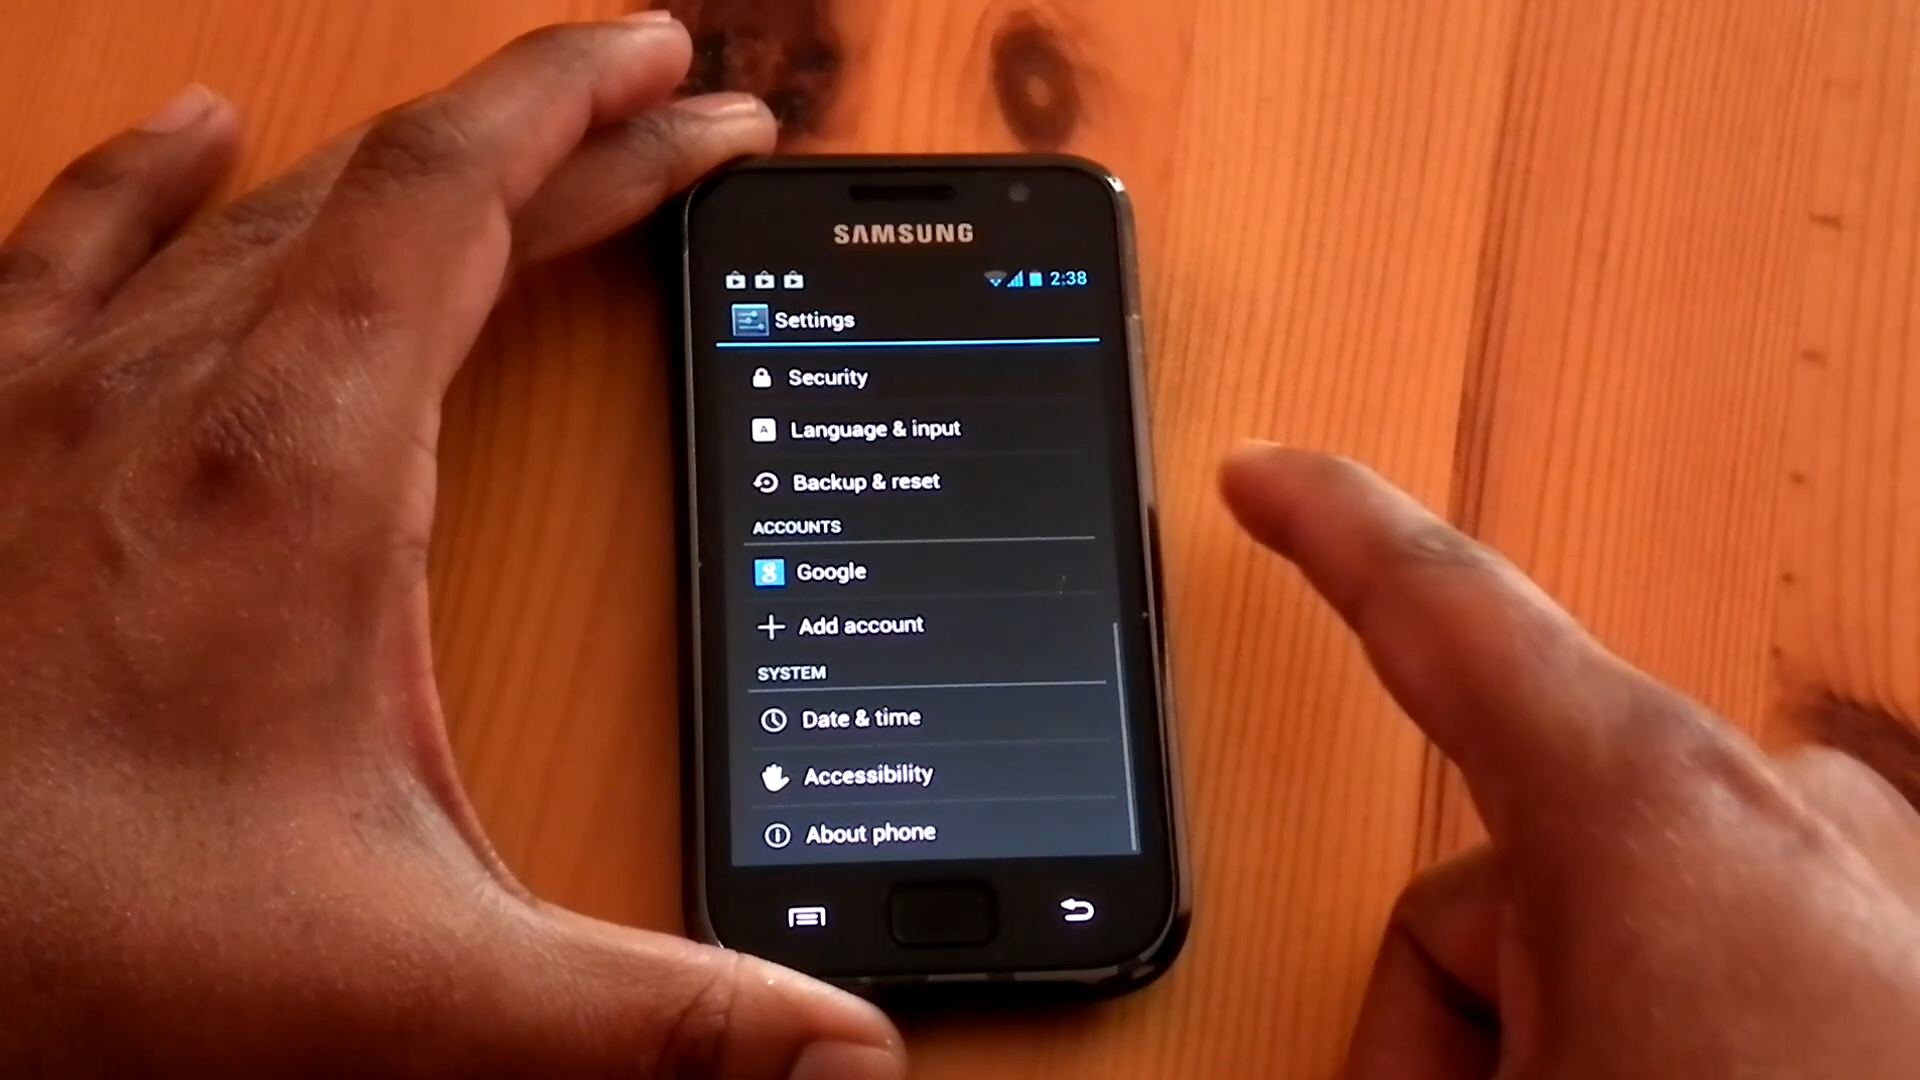 SAMSUNG
2:38
Settings
Security
A Language & input
Backup & reset
ACCOUNTS
g Google
Add account
SYSTEM
Date & time
Accessibility
About phone